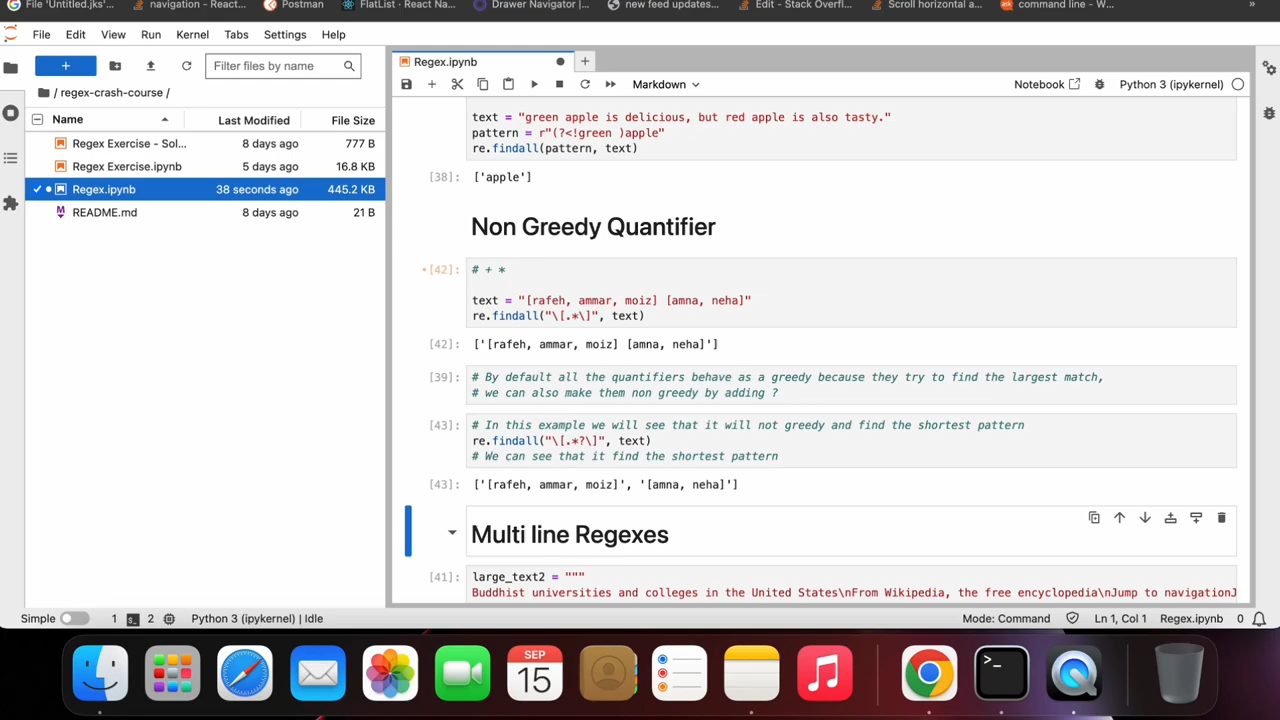 File 'Untitled.jks'...
navigation - React...
Postman
FlatList · React Na...
Drawer Navigator |...
new feed updates...
Edit - Stack Overfl...
Scroll horizontal a...
command line - W...
»
File Edit View Run Kernel Tabs Settings Help
+
Filter files by name
/ regex-crash-course /
Name Last Modified File Size
Regex Exercise - Sol... 8 days ago 777 B
Regex Exercise.ipynb 5 days ago 16.8 KB
Regex.ipynb 38 seconds ago 445.2 KB
README.md 8 days ago 21 B
Regex.ipynb
Markdown
Notebook
Python 3 (ipykernel)
text = "green apple is delicious, but red apple is also tasty."
pattern = r"(?<!green )apple"
re.findall(pattern, text)
[38]: ['apple']
Non Greedy Quantifier
[42]: # + *
text = "[rafeh, ammar, moiz] [amna, neha]"
re.findall("\[.*\]", text)
[42]: ['[rafeh, ammar, moiz] [amna, neha]']
[39]: # By default all the quantifiers behave as a greedy because they try to find the largest match,
# we can also make them non greedy by adding ?
[43]: # In this example we will see that it will not greedy and find the shortest pattern
re.findall("\[.*?\]", text)
# We can see that it find the shortest pattern
[43]: ['[rafeh, ammar, moiz]', '[amna, neha]']
Multi line Regexes
[41]: large_text2 = """
Buddhist universities and colleges in the United States\nFrom Wikipedia, the free encyclopedia\nJump to navigationJ
Simple 1 2 Python 3 (ipykernel) | Idle
Mode: Command Ln 1, Col 1 Regex.ipynb 0
SEP
15
>_